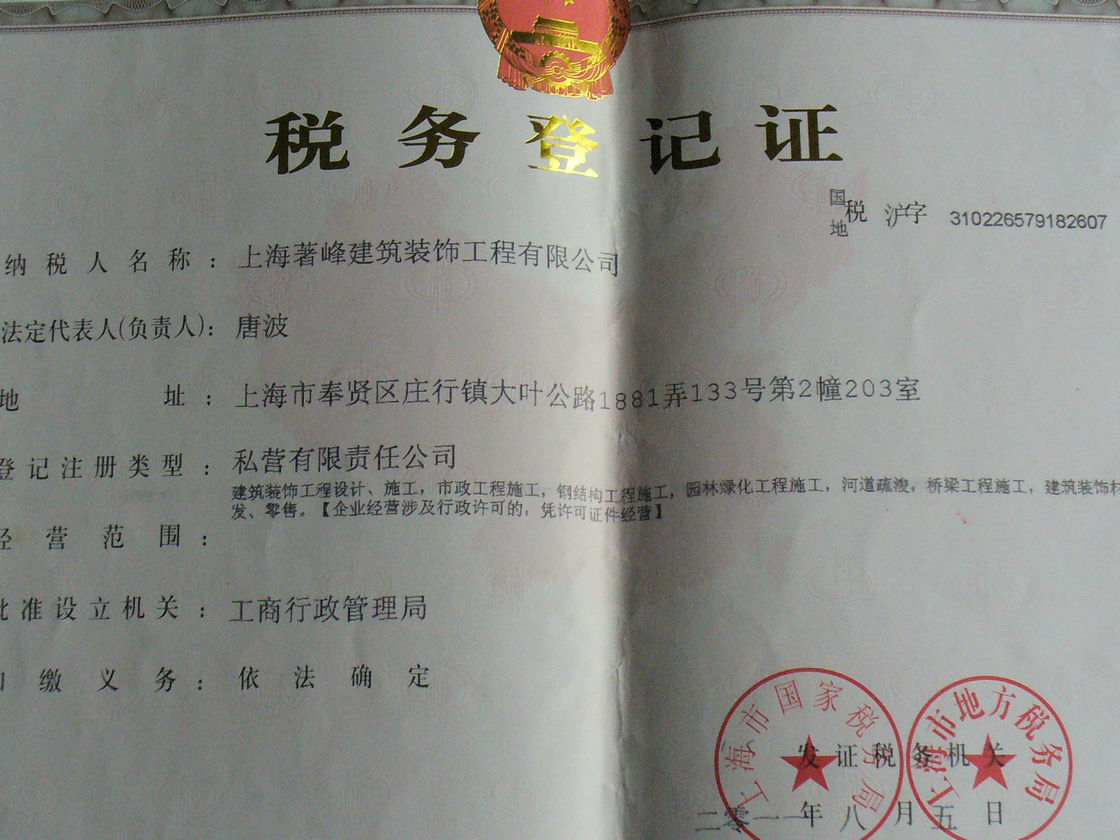 税务登记证
国地税 沪字 310226579182607
纳税人名称：上海著峰建筑装饰工程有限公司
法定代表人(负责人)：唐波
地址：上海市奉贤区庄行镇大叶公路1881弄133号第2幢203室
登记注册类型：私营有限责任公司
建筑装饰工程设计、施工，市政工程施工，钢结构工程施工，园林绿化工程施工，河道疏浚，桥梁工程施工，建筑装饰材
发、零售。【企业经营涉及行政许可的，凭许可证件经营】
经营范围：
批准设立机关：工商行政管理局
扣缴义务：依法确定
上海市国家税务局
上海市地方税务局
发证税务机关
二零一一年八月五日